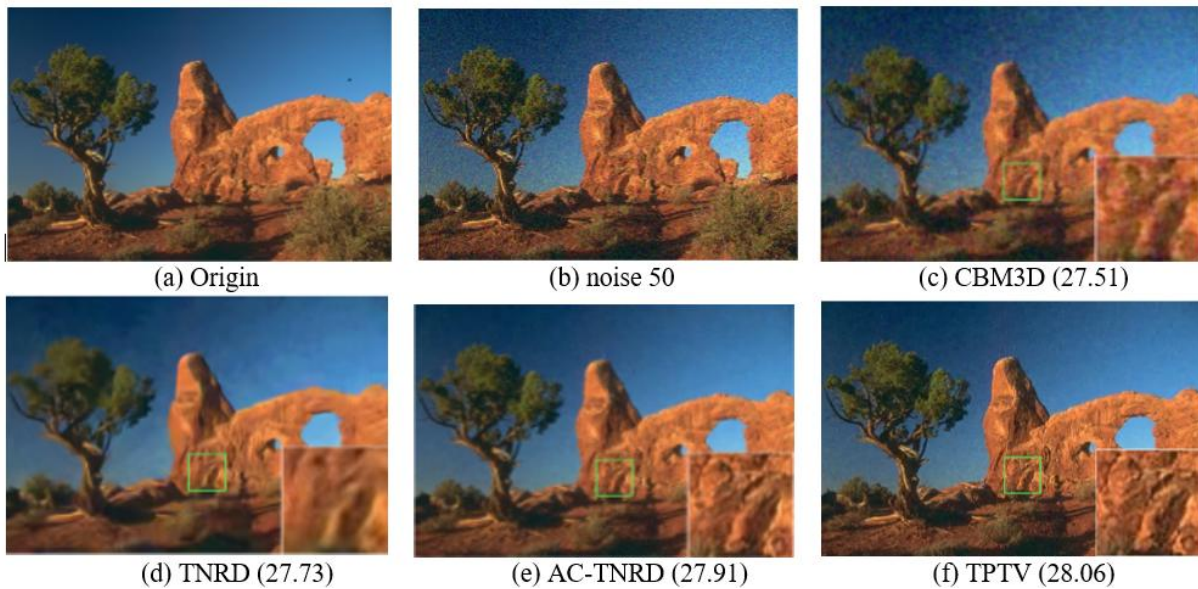 (a) Origin
(b) noise 50
(c) CBM3D (27.51)
(d) TNRD (27.73)
(e) AC-TNRD (27.91)
(f) TPTV (28.06)